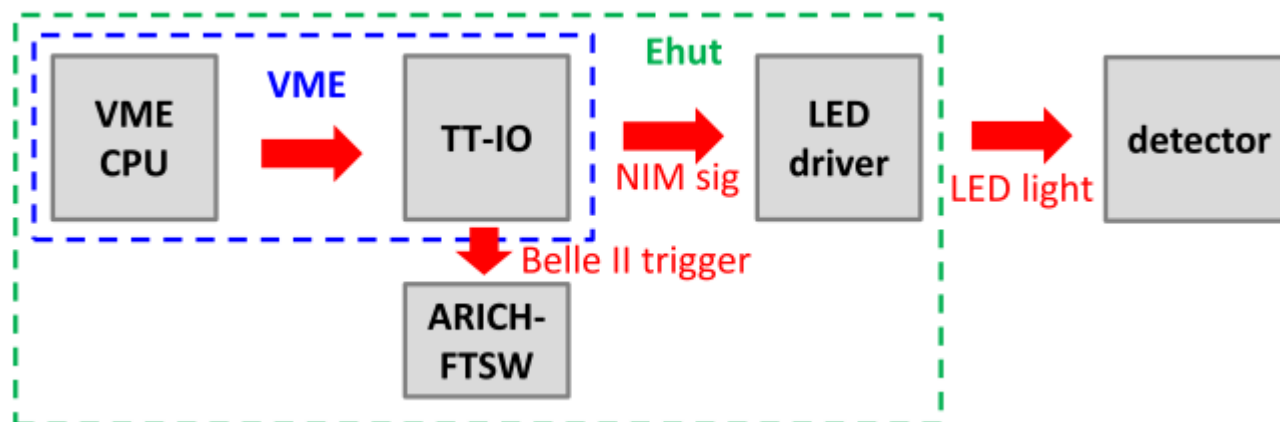 VME
CPU
VME
TT-IO
Ehut
NIM sig
LED
driver
LED light
detector
Belle II trigger
ARICH-
FTSW